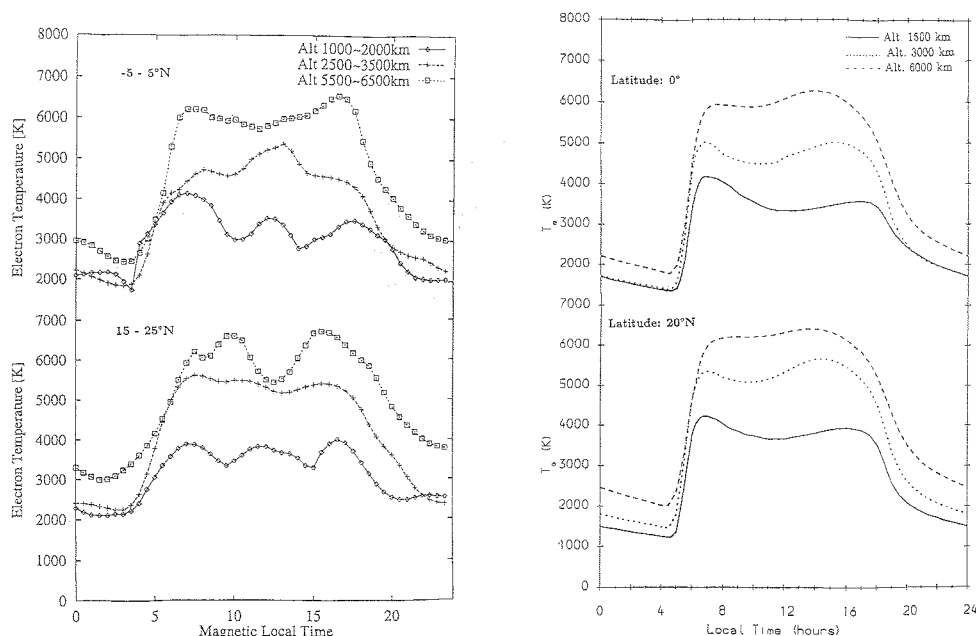 8000
7000
6000
5000
4000
3000
2000
Electron Temperature [K]
-5 - 5°N
Alt 1000~2000km
Alt 2500~3500km
Alt 5500~6500km
7000
6000
5000
4000
3000
2000
1000
0
Electron Temperature [K]
15 - 25°N
0
5
10
15
20
Magnetic Local Time
8000
7000
6000
5000
4000
3000
2000
Te (K)
Latitude: 0°
Alt. 1500 km
Alt. 3000 km
Alt. 6000 km
7000
6000
5000
4000
3000
2000
1000
0
Te (K)
Latitude: 20°N
0
4
8
12
16
20
24
Local Time (hours)